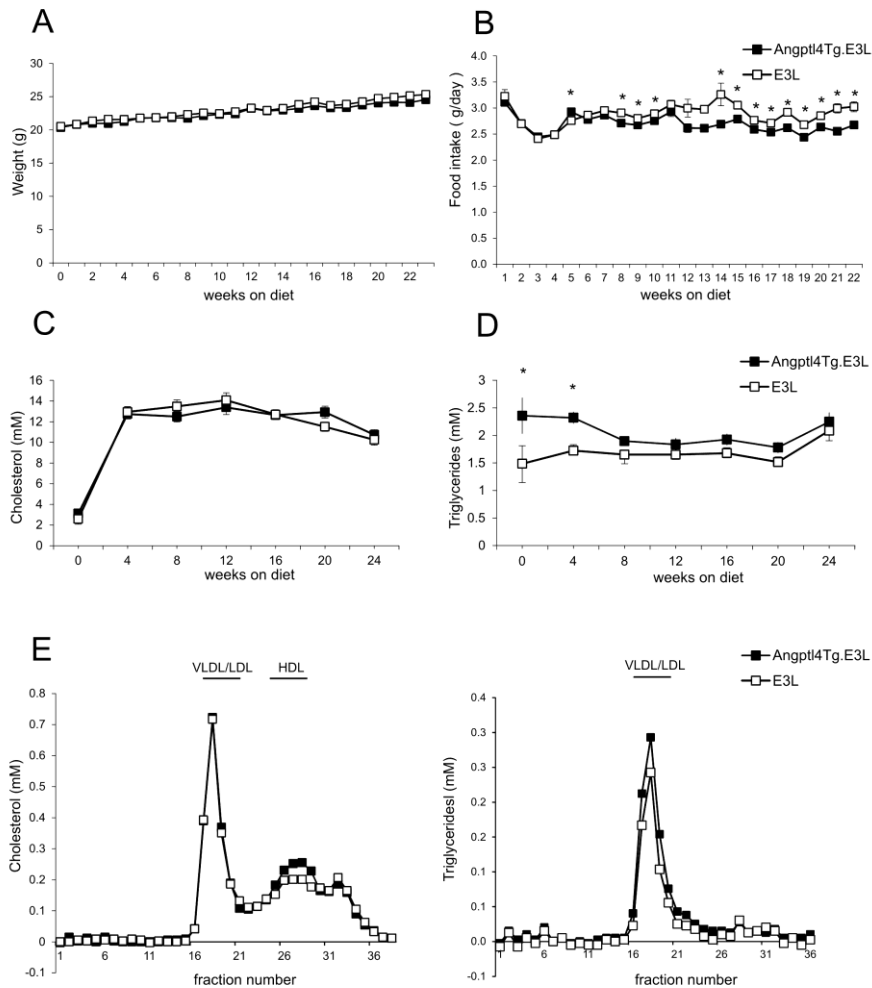 A
30
25
20
15
10
5
0
Weight (g)
0 2 4 6 8 10 12 14 16 18 20 22
weeks on diet
B
Angptl4Tg.E3L
E3L
4.0
3.5
3.0
2.5
2.0
1.5
1.0
0.5
0.0
Food intake ( g/day )
* * * * * * * * * * * * *
1 2 3 4 5 6 7 8 9 10 11 12 13 14 15 16 17 18 19 20 21 22
weeks on diet
C
16
14
12
10
8
6
4
2
0
Cholesterol (mM)
0 4 8 12 16 20 24
weeks on diet
D
Angptl4Tg.E3L
E3L
3
2.5
2
1.5
1
0.5
0
Triglycerides (mM)
* *
0 4 8 12 16 20 24
weeks on diet
E
VLDL/LDL HDL
0.8
0.7
0.6
0.5
0.4
0.3
0.2
0.1
0
-0.1
Cholesterol (mM)
1 6 11 16 21 26 31 36
fraction number
VLDL/LDL
Angptl4Tg.E3L
E3L
0.4
0.3
0.3
0.2
0.2
0.1
0.1
0.0
-0.1
Triglyceridesl (mM)
1 6 11 16 21 26 31 36
fraction number